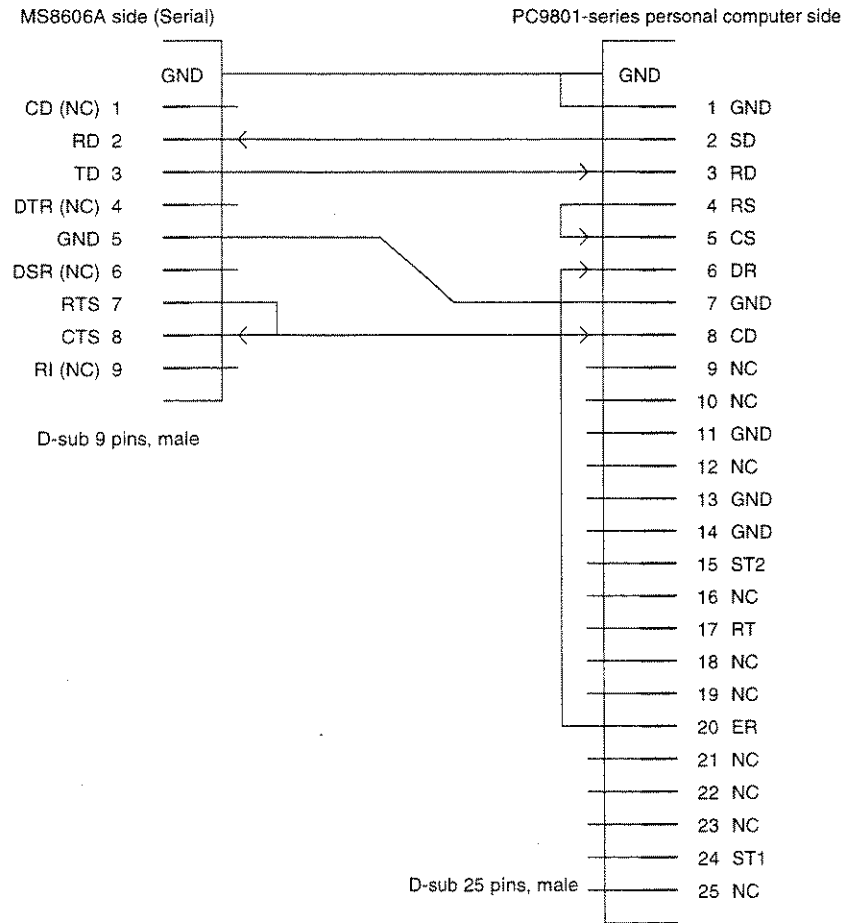 MS8606A side (Serial)
PC9801-series personal computer side
GND
GND
CD (NC) 1
1 GND
RD 2
2 SD
TD 3
3 RD
DTR (NC) 4
4 RS
GND 5
5 CS
DSR (NC) 6
6 DR
RTS 7
7 GND
CTS 8
8 CD
RI (NC) 9
9 NC
10 NC
D-sub 9 pins, male
11 GND
12 NC
13 GND
14 GND
15 ST2
16 NC
17 RT
18 NC
19 NC
20 ER
21 NC
22 NC
23 NC
24 ST1
D-sub 25 pins, male
25 NC